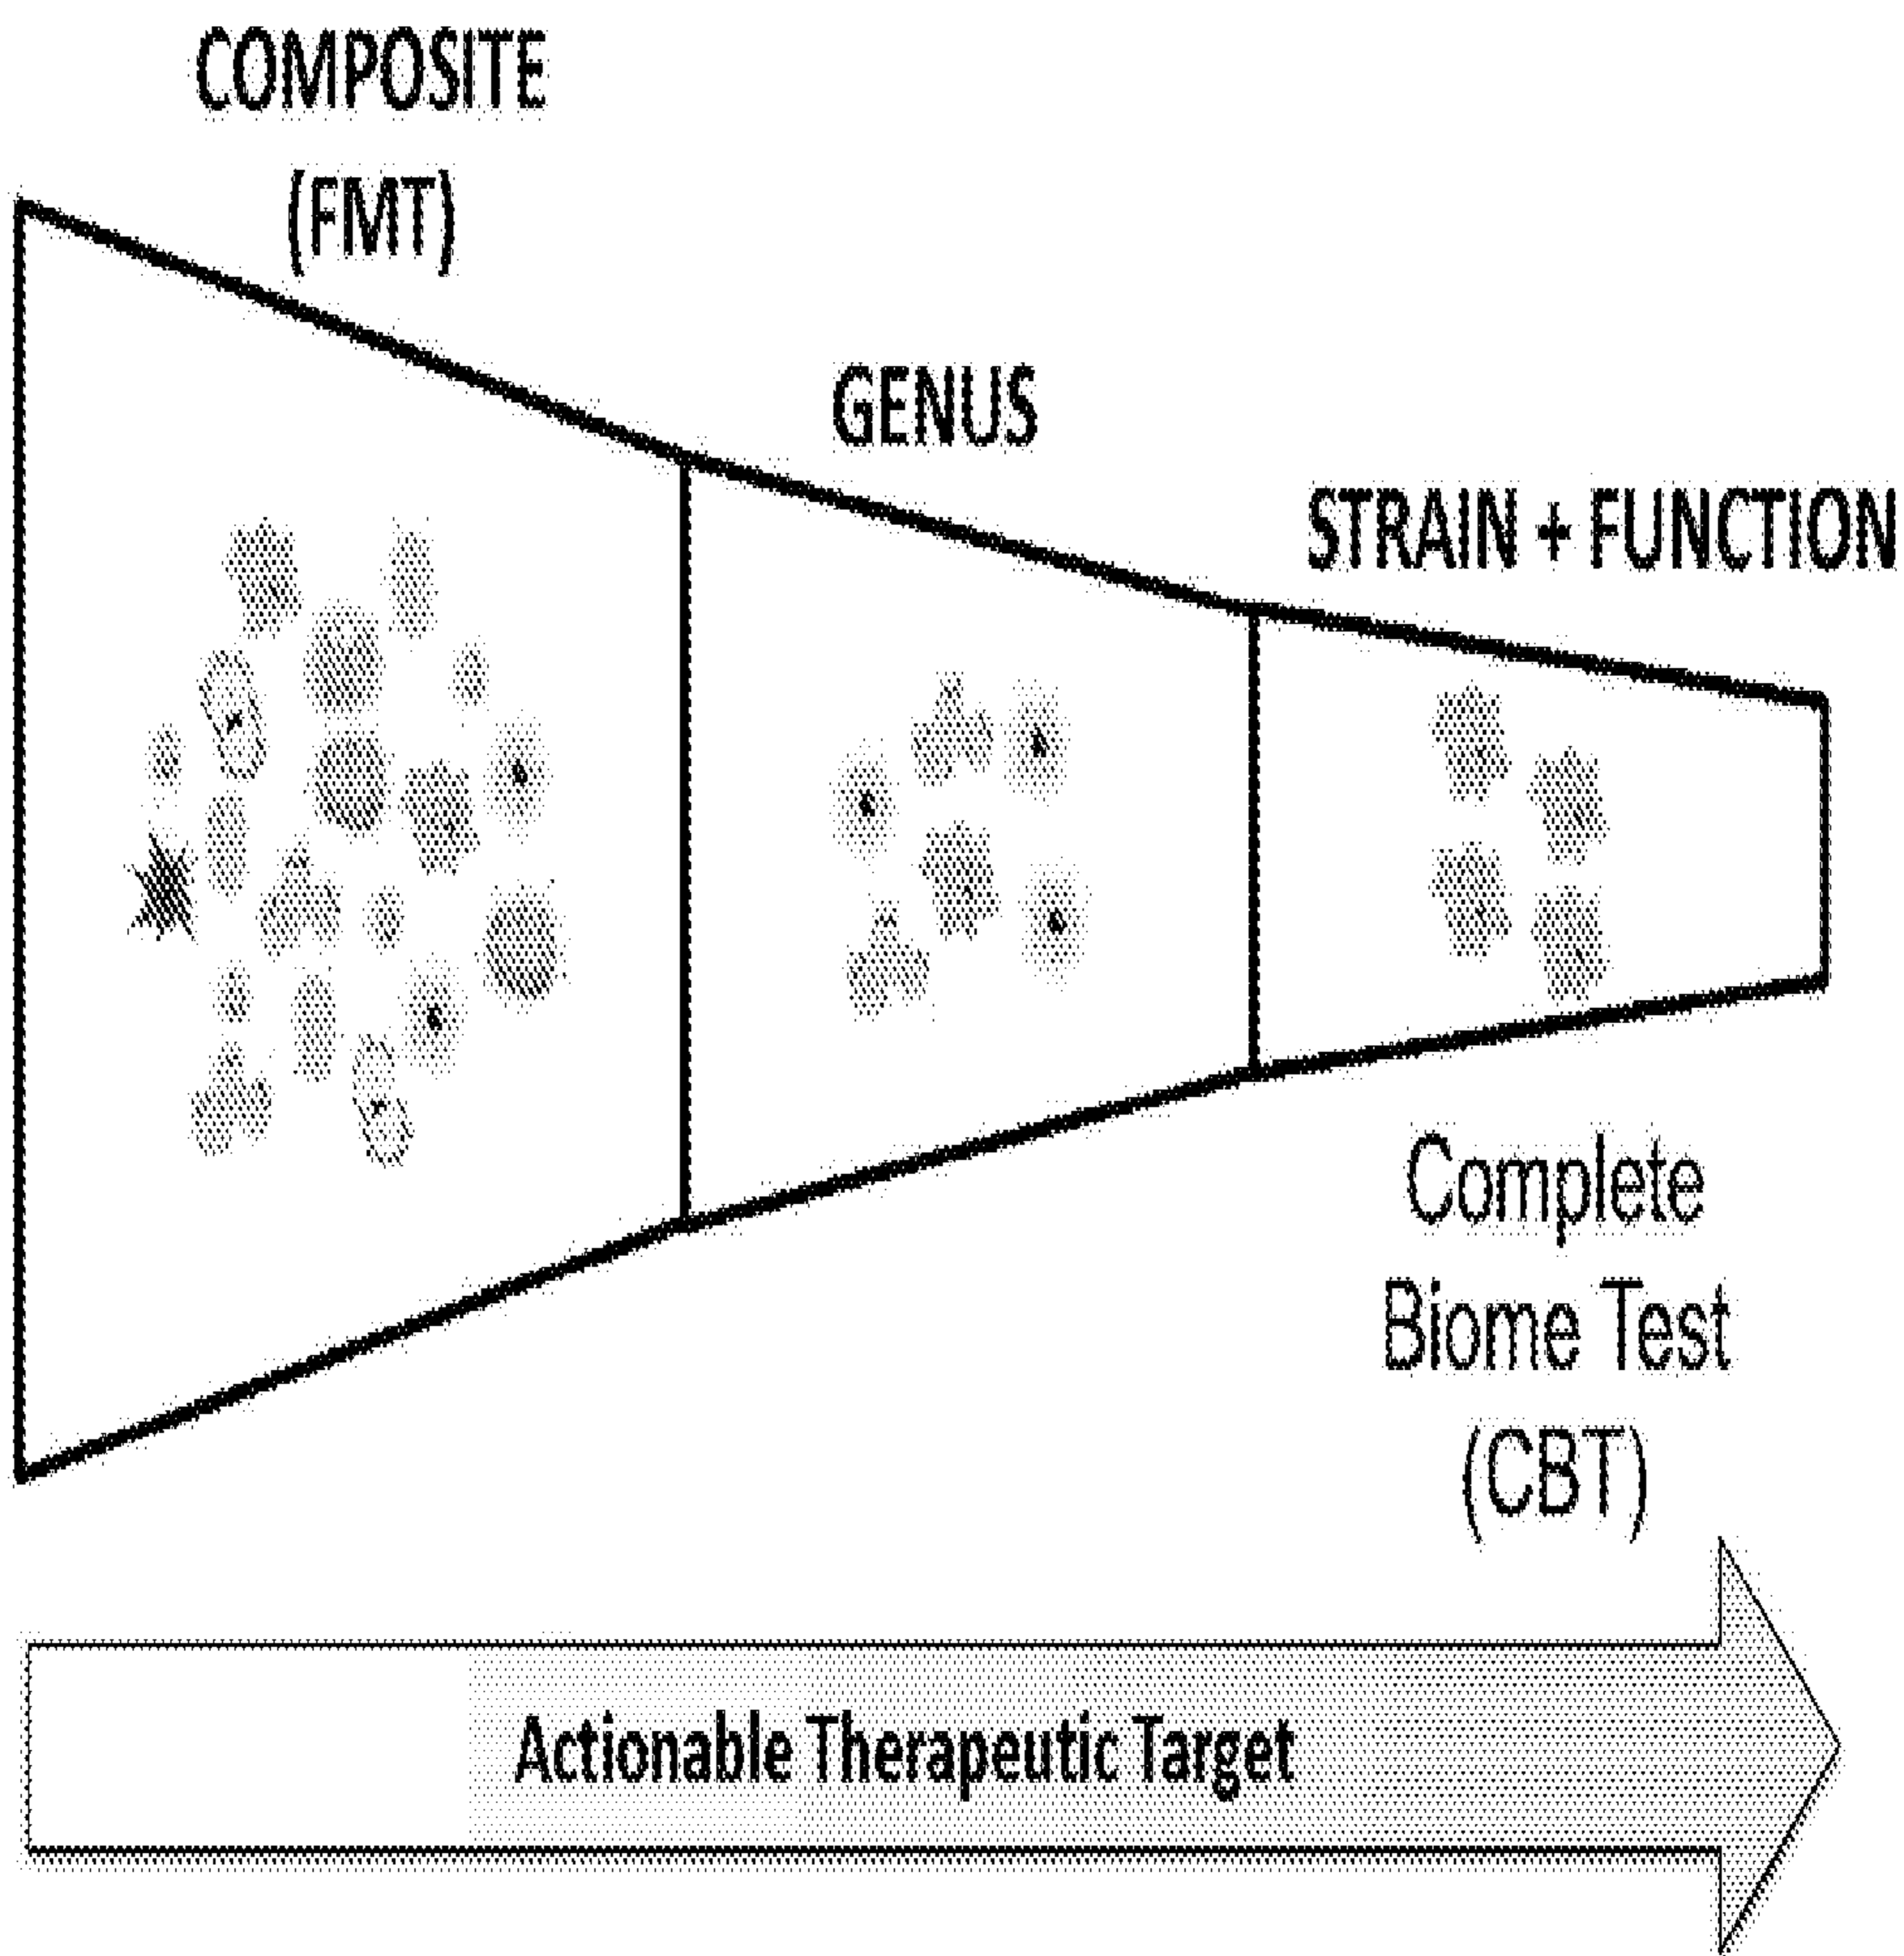 COMPOSITE
(FMT)
GENUS
STRAIN + FUNCTION
Complete
Biome Test
(CBT)
Actionable Therapeutic Target